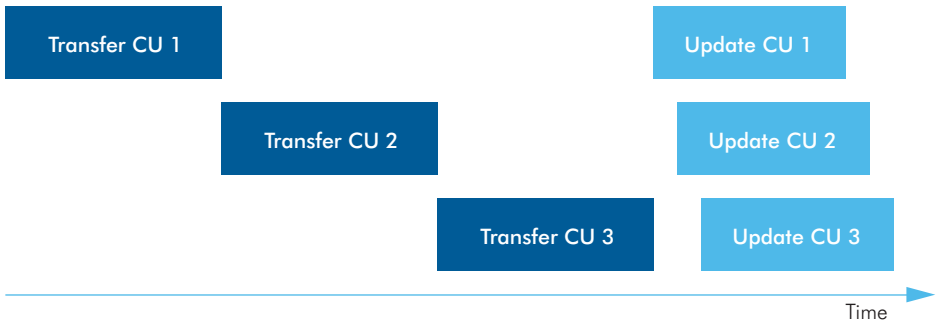 Transfer CU 1
Update CU 1
Transfer CU 2
Update CU 2
Transfer CU 3
Update CU 3
Time